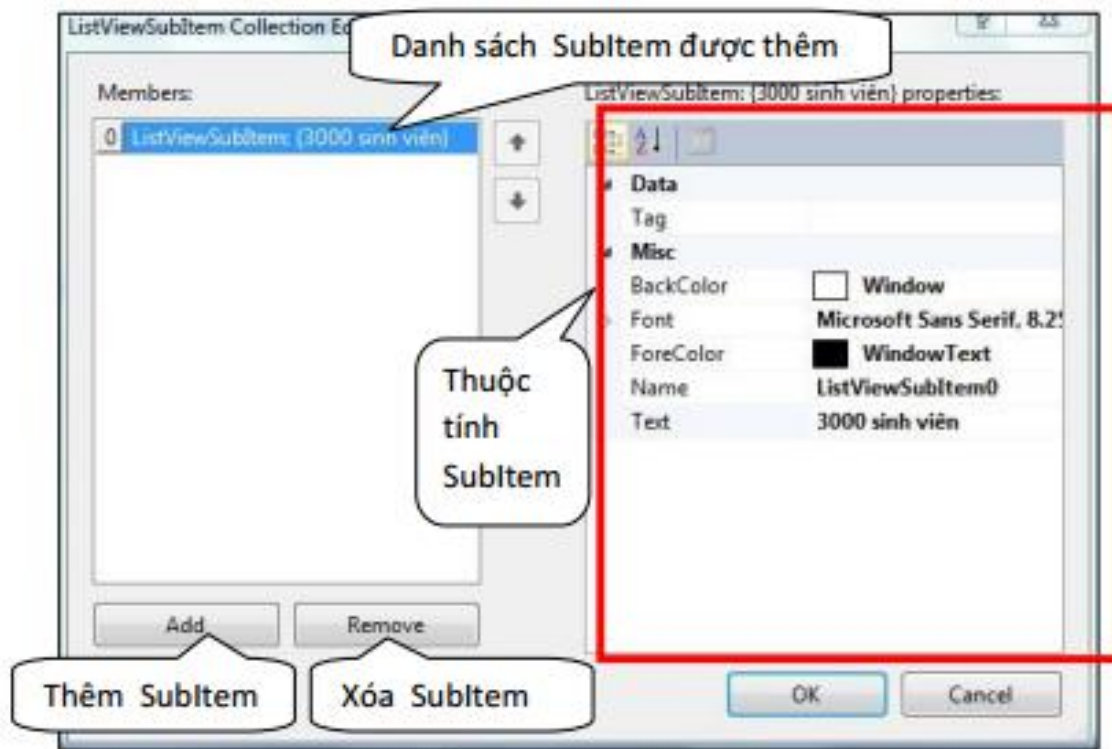 ListViewSubItem Collection Ed
Danh sách SubItem được thêm
Members:
ListViewSubItem: {3000 sinh viên} properties:
0 ListViewSubItem: {3000 sinh viên}
Data
Tag
Misc
BackColor Window
Font Microsoft Sans Serif, 8.25
ForeColor WindowText
Name ListViewSubItem0
Text 3000 sinh viên
Thuộc
tính
SubItem
Add Remove
Thêm SubItem
Xóa SubItem
OK Cancel